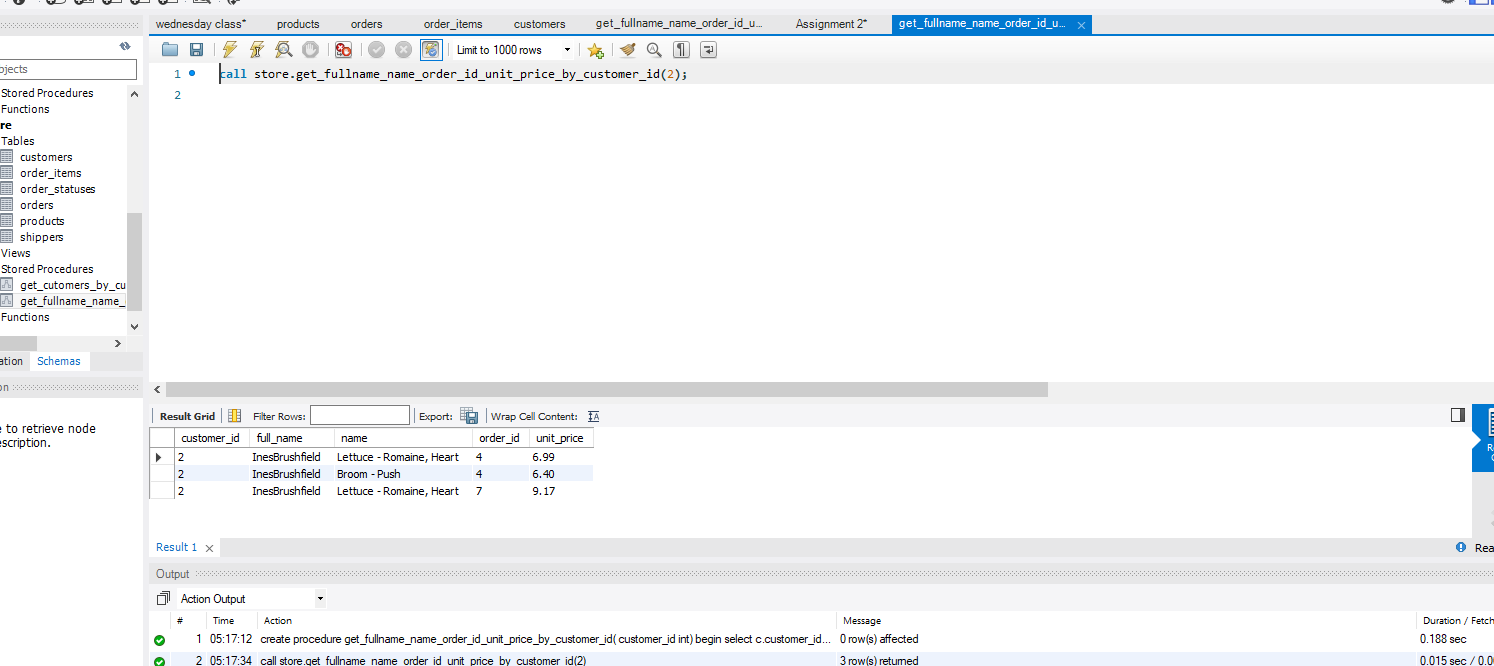 wednesday class* products orders order_items customers get_fullname_name_order_id_u... Assignment 2* get_fullname_name_order_id_u...
Limit to 1000 rows
ojects
1 call store.get_fullname_name_order_id_unit_price_by_customer_id(2);
2
Stored Procedures
Functions
re
Tables
customers
order_items
order_statuses
orders
products
shippers
Views
Stored Procedures
get_cutomers_by_cu
get_fullname_name_
Functions
ation Schemas
on
e to retrieve node
escription.
Result Grid Filter Rows: Export: Wrap Cell Content:
customer_id full_name name order_id unit_price
2 InesBrushfield Lettuce - Romaine, Heart 4 6.99
2 InesBrushfield Broom - Push 4 6.40
2 InesBrushfield Lettuce - Romaine, Heart 7 9.17
Result 1 Rea
Output
Action Output
# Time Action Message Duration / Fetch
1 05:17:12 create procedure get_fullname_name_order_id_unit_price_by_customer_id( customer_id int) begin select c.customer_id... 0 row(s) affected 0.188 sec
2 05:17:34 call store.get_fullname_name_order_id_unit_price_by_customer_id(2) 3 row(s) returned 0.015 sec / 0.0